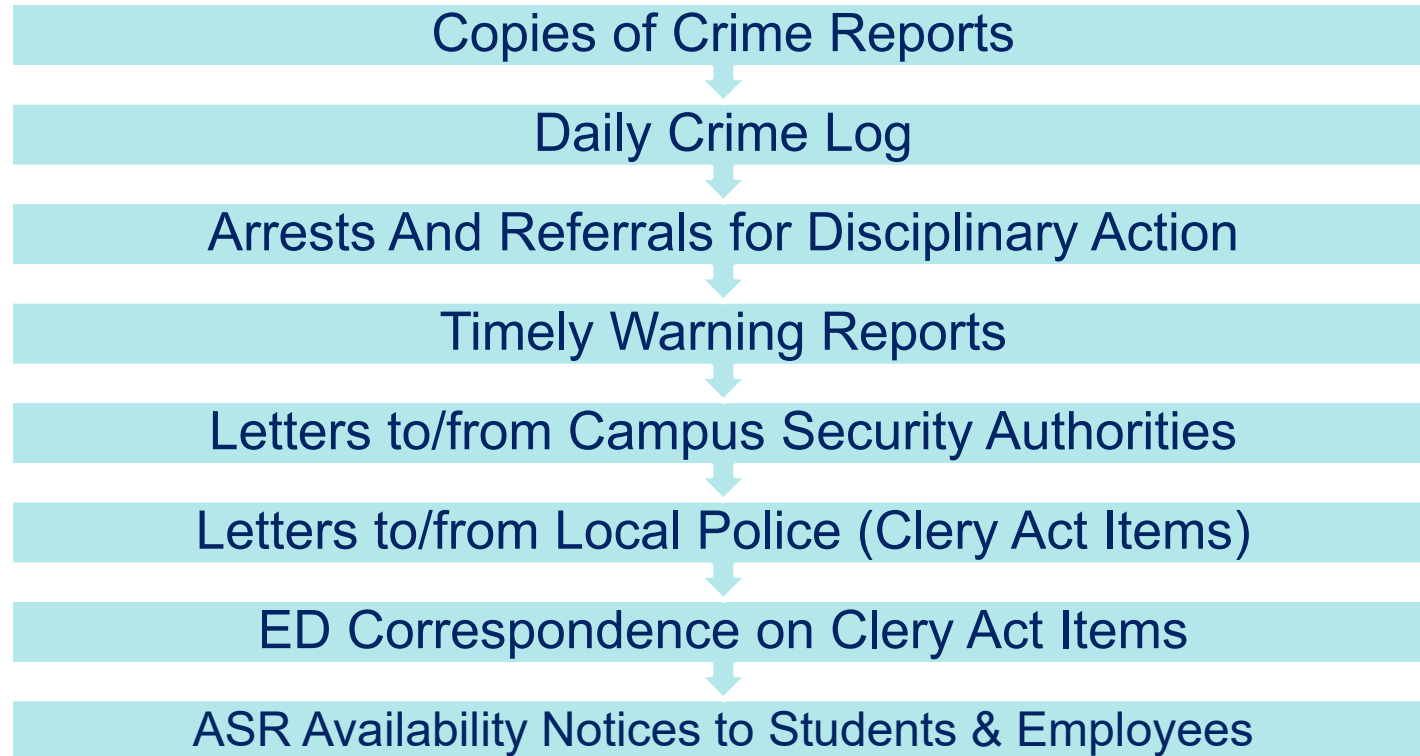 Copies of Crime Reports
Daily Crime Log
Arrests And Referrals for Disciplinary Action
Timely Warning Reports
Letters to/from Campus Security Authorities
Letters to/from Local Police (Clery Act Items)
ED Correspondence on Clery Act Items
ASR Availability Notices to Students & Employees